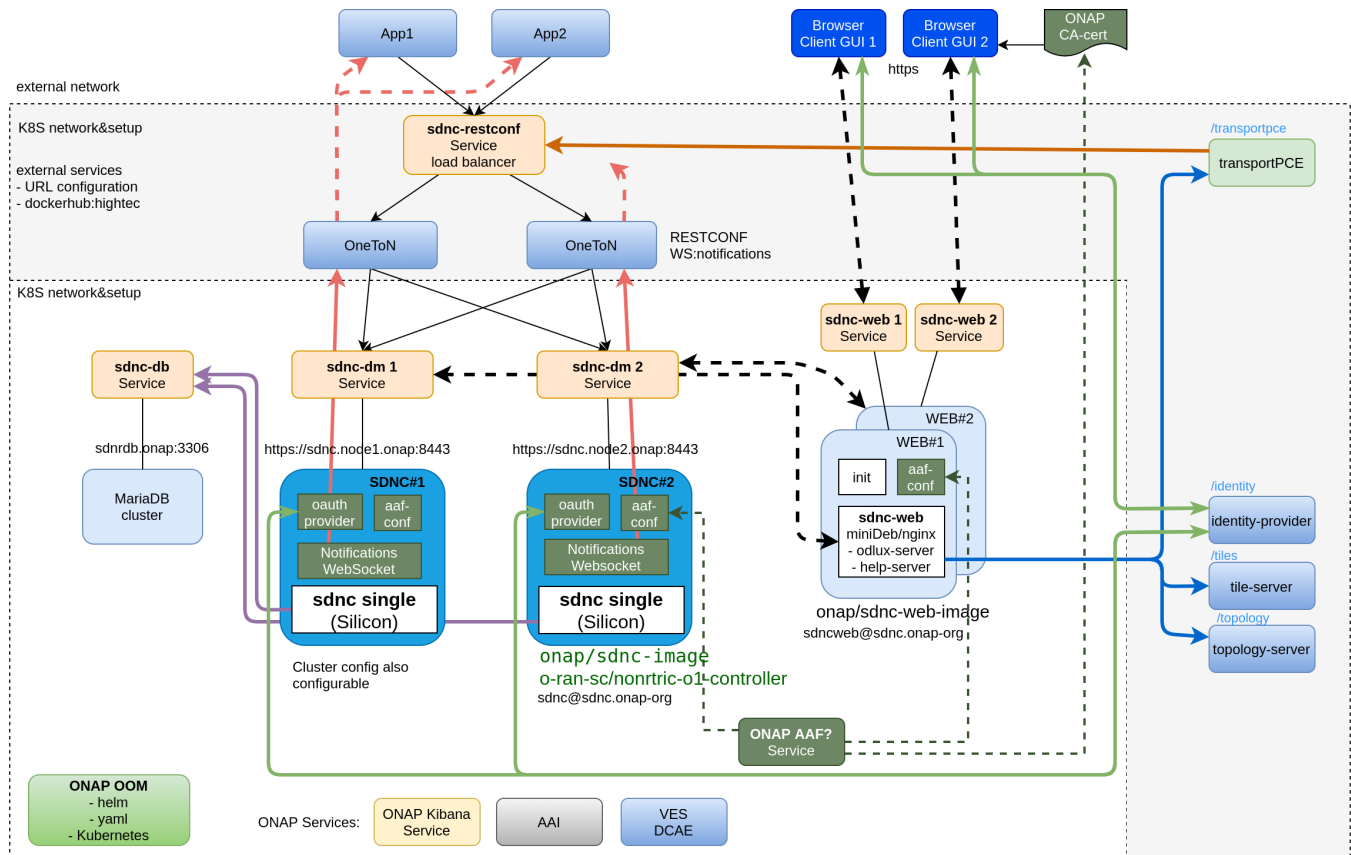 App1
App2
Browser
Client GUI 1
Browser
Client GUI 2
ONAP
CA-cert
https
external network
K8S network&setup
external services
- URL configuration
- dockerhub:hightec
sdnc-restconf
Service
load balancer
/transportpce
transportPCE
OneToN
OneToN
RESTCONF
WS:notifications
K8S network&setup
sdnc-web 1
Service
sdnc-web 2
Service
sdnc-db
Service
sdnc-dm 1
Service
sdnc-dm 2
Service
sdnrdb.onap:3306
https://sdnc.node1.onap:8443
https://sdnc.node2.onap:8443
MariaDB
cluster
SDNC#1
oauth
provider
aaf-
conf
Notifications
WebSocket
sdnc single
(Silicon)
SDNC#2
oauth
provider
aaf-
conf
Notifications
Websocket
sdnc single
(Silicon)
WEB#2
WEB#1
init
aaf-
conf
sdnc-web
miniDeb/nginx
- odlux-server
- help-server
onap/sdnc-web-image
sdncweb@sdnc.onap-org
/identity
identity-provider
/tiles
tile-server
/topology
topology-server
Cluster config also
configurable
onap/sdnc-image
o-ran-sc/nonrtric-o1-controller
sdnc@sdnc.onap-org
ONAP AAF?
Service
ONAP OOM
- helm
- yaml
- Kubernetes
ONAP Services:
ONAP Kibana
Service
AAI
VES
DCAE